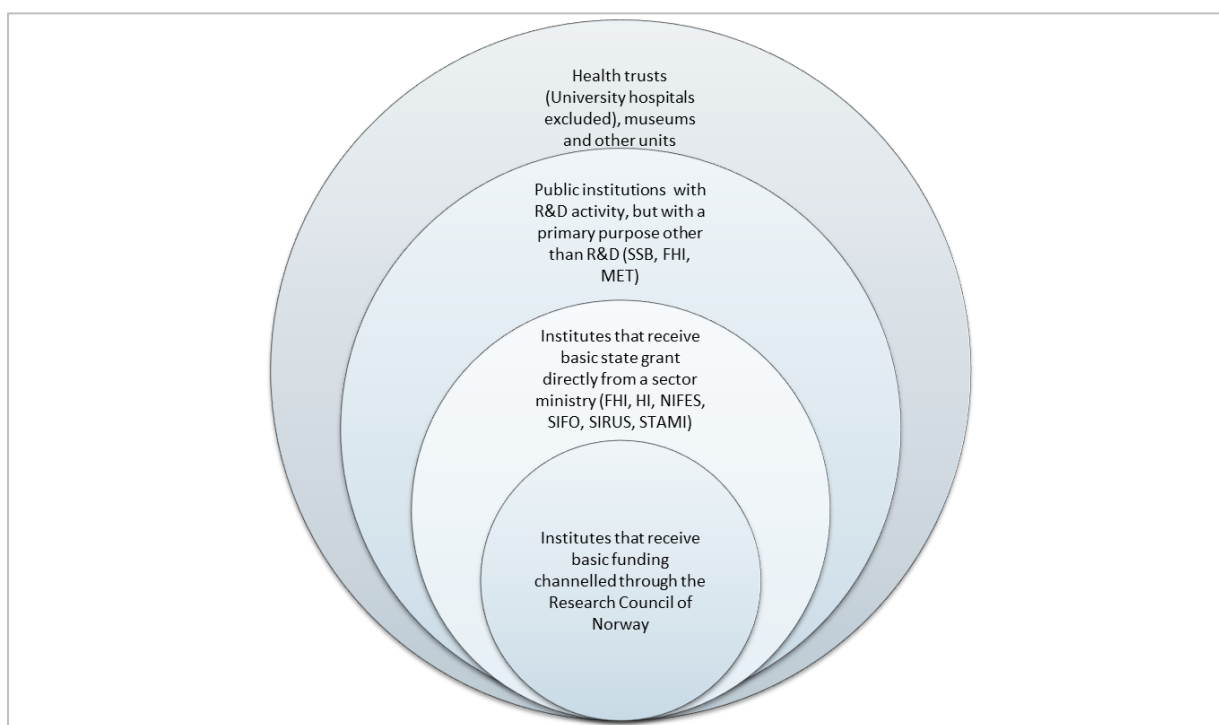 Health trusts
(University hospitals
excluded), museums
and other units
Public institutions with
R&D activity, but with a
primary purpose other
than R&D (SSB, FHI,
MET)
Institutes that receive
basic state grant
directly from a sector
ministry (FHI, HI, NIFES,
SIFO, SIRUS, STAMI)
Institutes that receive
basic funding
channelled through the
Research Council of
Norway